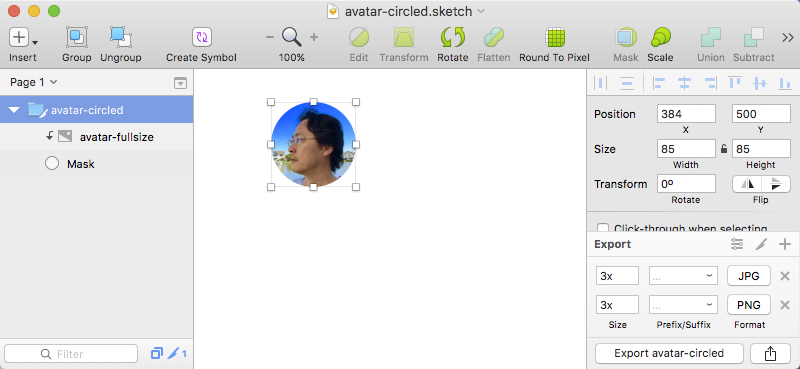 avatar-circled.sketch
Insert Group Ungroup Create Symbol 100% Edit Transform Rotate Flatten Round To Pixel Mask Scale Union Subtract
Page 1
avatar-circled
avatar-fullsize
Mask
Filter
1
Position 384 500
X Y
Size 85 85
Width Height
Transform 0º
Rotate Flip
Click-through when selecting
Export
3x ... JPG
3x ... PNG
Size Prefix/Suffix Format
Export avatar-circled